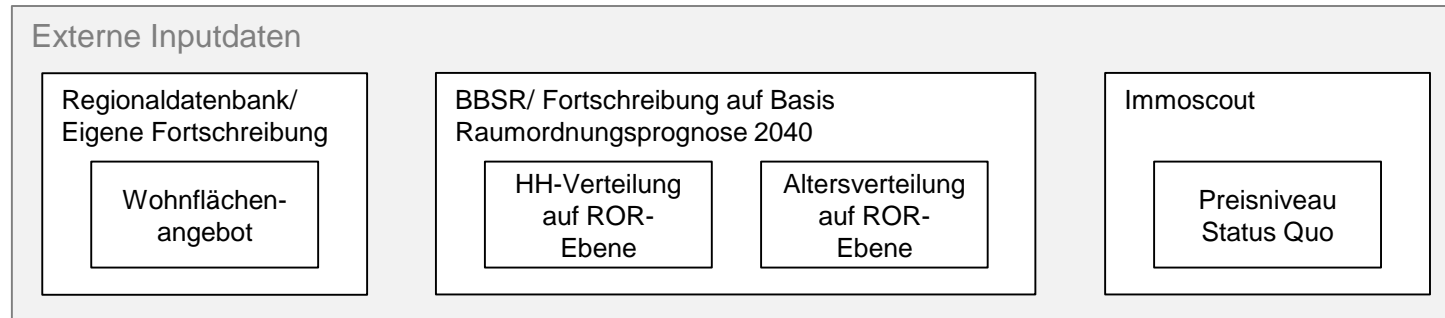 Externe Inputdaten
Regionaldatenbank/
Eigene Fortschreibung
Wohnflächen-
angebot
BBSR/ Fortschreibung auf Basis
Raumordnungsprognose 2040
HH-Verteilung
auf ROR-
Ebene
Altersverteilung
auf ROR-
Ebene
Immoscout
Preisniveau
Status Quo